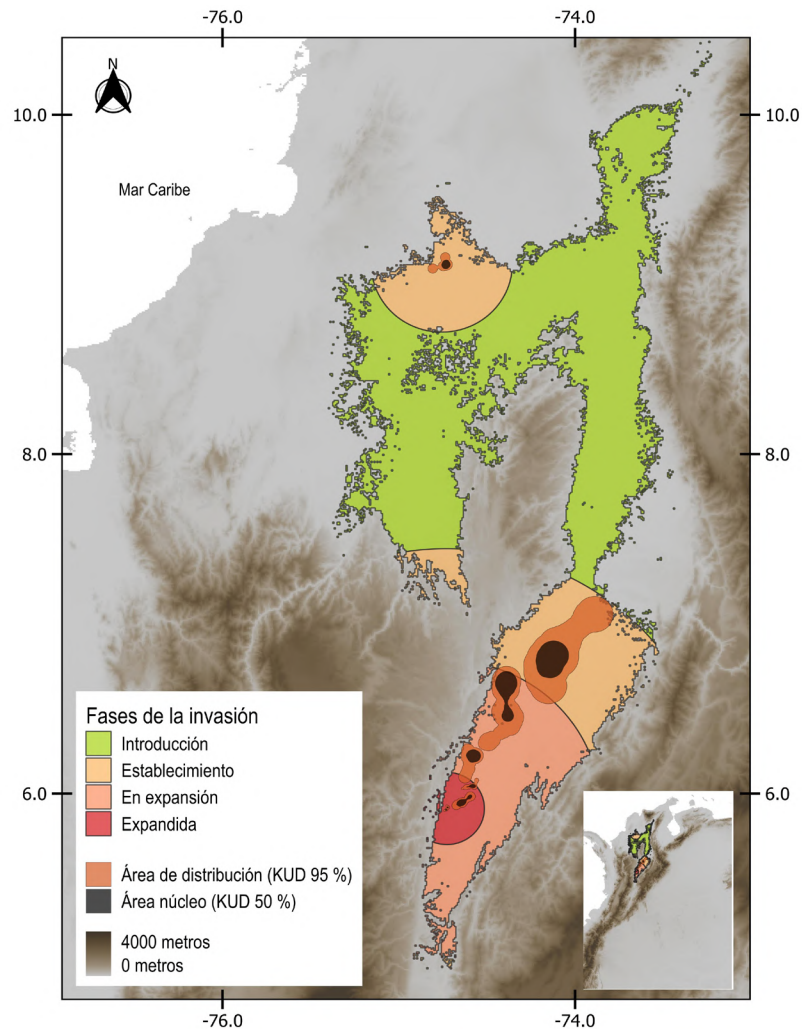 -76.0
-74.0
N
10.0
10.0
Mar Caribe
8.0
8.0
Fases de la invasión
Introducción
Establecimiento
En expansión
Expandida
Área de distribución (KUD 95 %)
Área núcleo (KUD 50 %)
4000 metros
0 metros
6.0
6.0
-76.0
-74.0